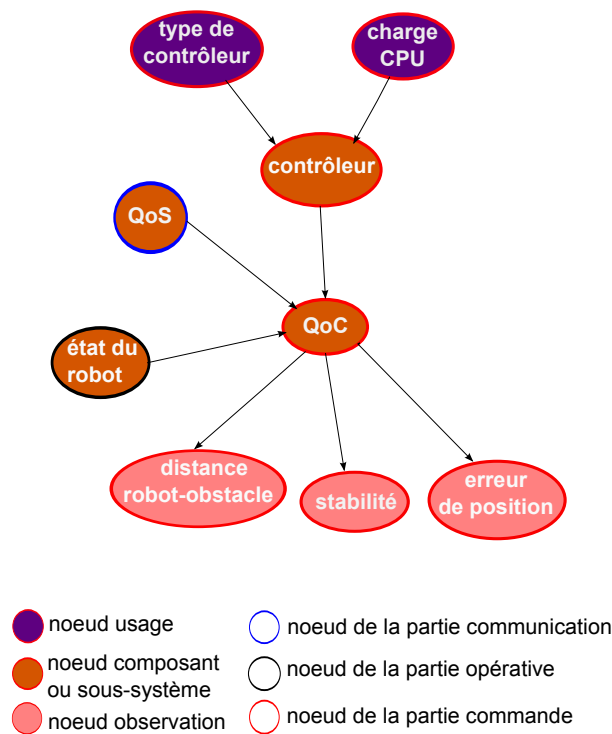 type de
contrôleur
charge
CPU
contrôleur
QoS
QoC
état du
robot
distance
robot-obstacle
stabilité
erreur
de position
noeud usage
noeud composant
ou sous-système
noeud observation
noeud de la partie communication
noeud de la partie opérative
noeud de la partie commande